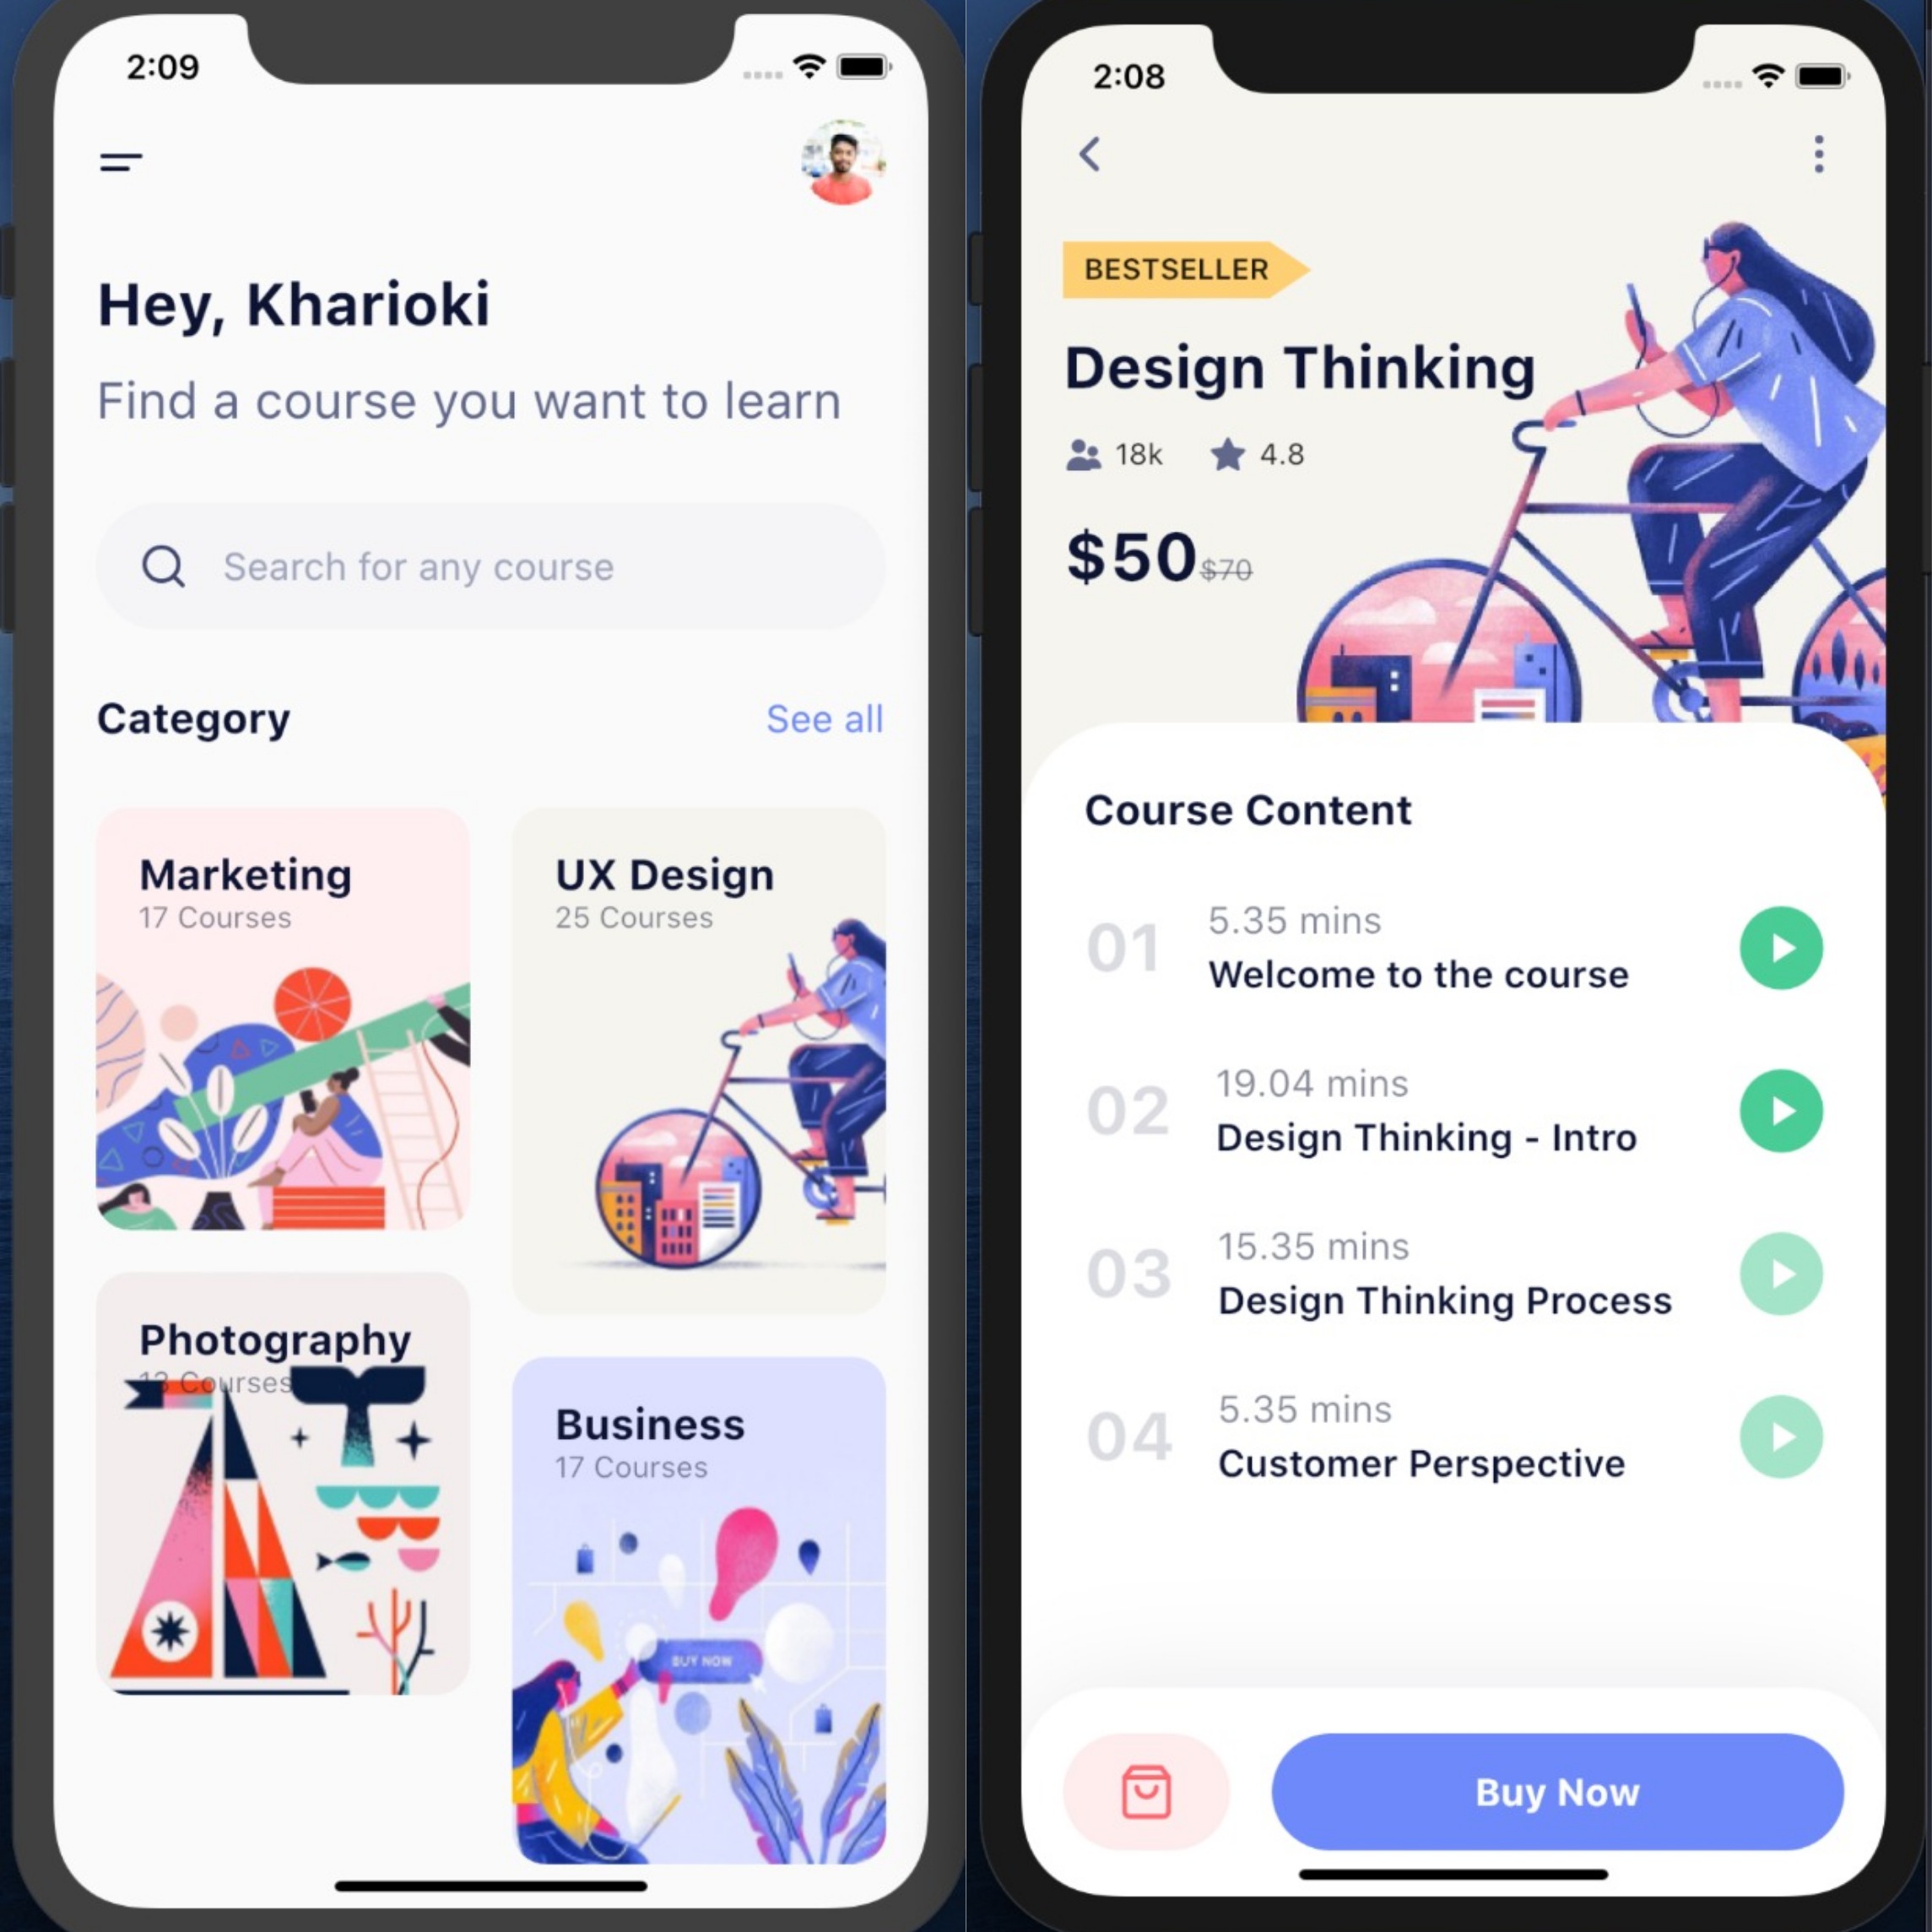 2:09
Hey, Kharioki
Find a course you want to learn
Search for any course
Category
See all
Marketing
17 Courses
UX Design
25 Courses
Photography
13 Courses
Business
17 Courses
BUY NOW
2:08
BESTSELLER
Design Thinking
18k
4.8
$50 $70
Course Content
01
5.35 mins
Welcome to the course
02
19.04 mins
Design Thinking - Intro
03
15.35 mins
Design Thinking Process
04
5.35 mins
Customer Perspective
Buy Now